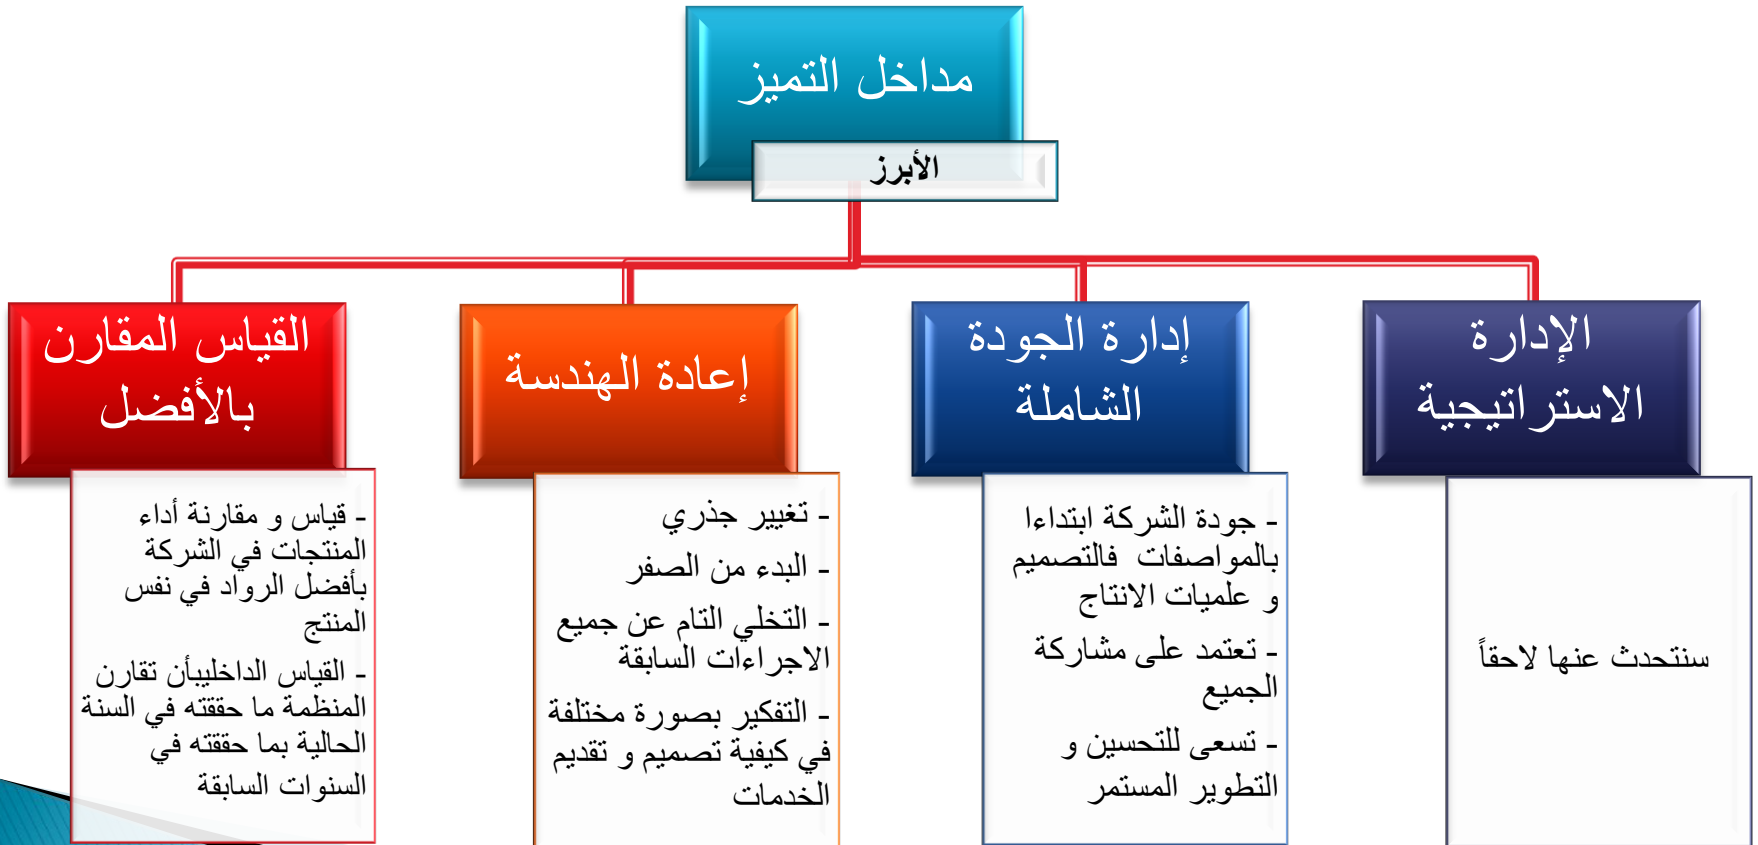 مداخل التميز
الأبرز
الإدارة
الاستراتيجية
سنتحدث عنها لاحقاً
إدارة الجودة
الشاملة
- جودة الشركة ابتداءا
بالمواصفات فالتصميم
و علميات الانتاج
- تعتمد على مشاركة
الجميع
- تسعى للتحسين و
التطوير المستمر
إعادة الهندسة
- تغيير جذري
- البدء من الصفر
- التخلي التام عن جميع
الاجراءات السابقة
- التفكير بصورة مختلفة
في كيفية تصميم و تقديم
الخدمات
القياس المقارن
بالأفضل
- قياس و مقارنة أداء
المنتجات في الشركة
بأفضل الرواد في نفس
المنتج
- القياس الداخليبأن تقارن
المنظمة ما حققته في السنة
الحالية بما حققته في
السنوات السابقة